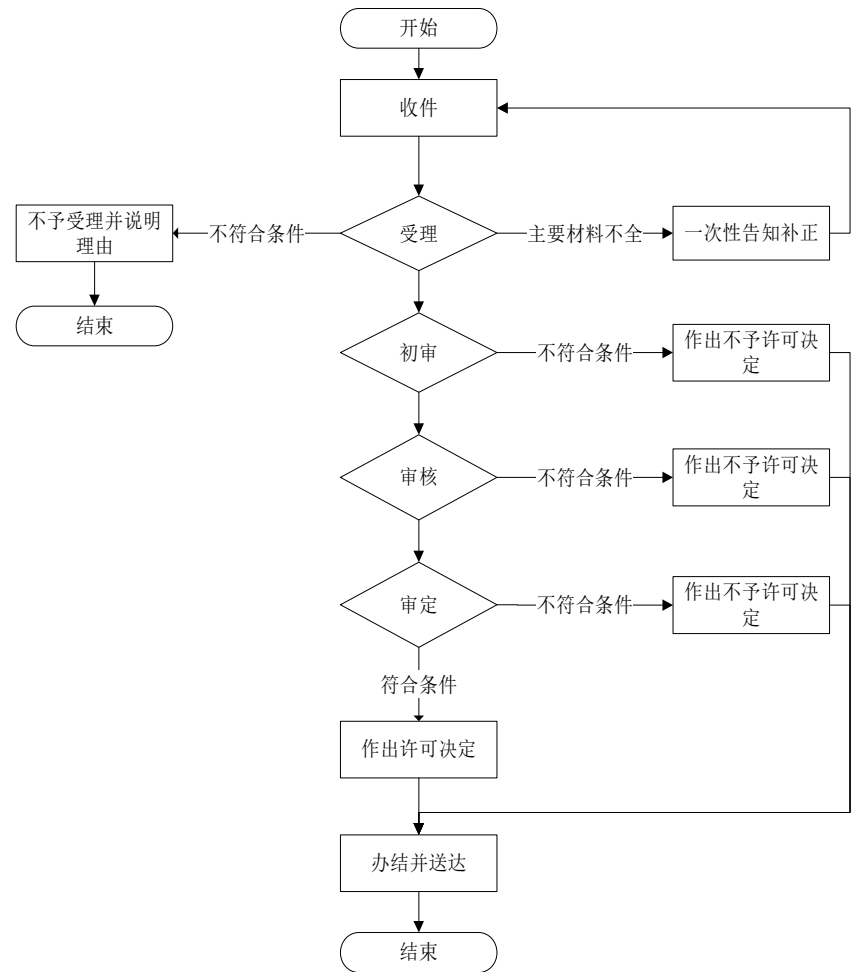 开始
收件
不予受理并说明
理由
不符合条件
受理
主要材料不全
一次性告知补正
结束
初审
不符合条件
作出不予许可决
定
审核
不符合条件
作出不予许可决
定
审定
不符合条件
作出不予许可决
定
符合条件
作出许可决定
办结并送达
结束